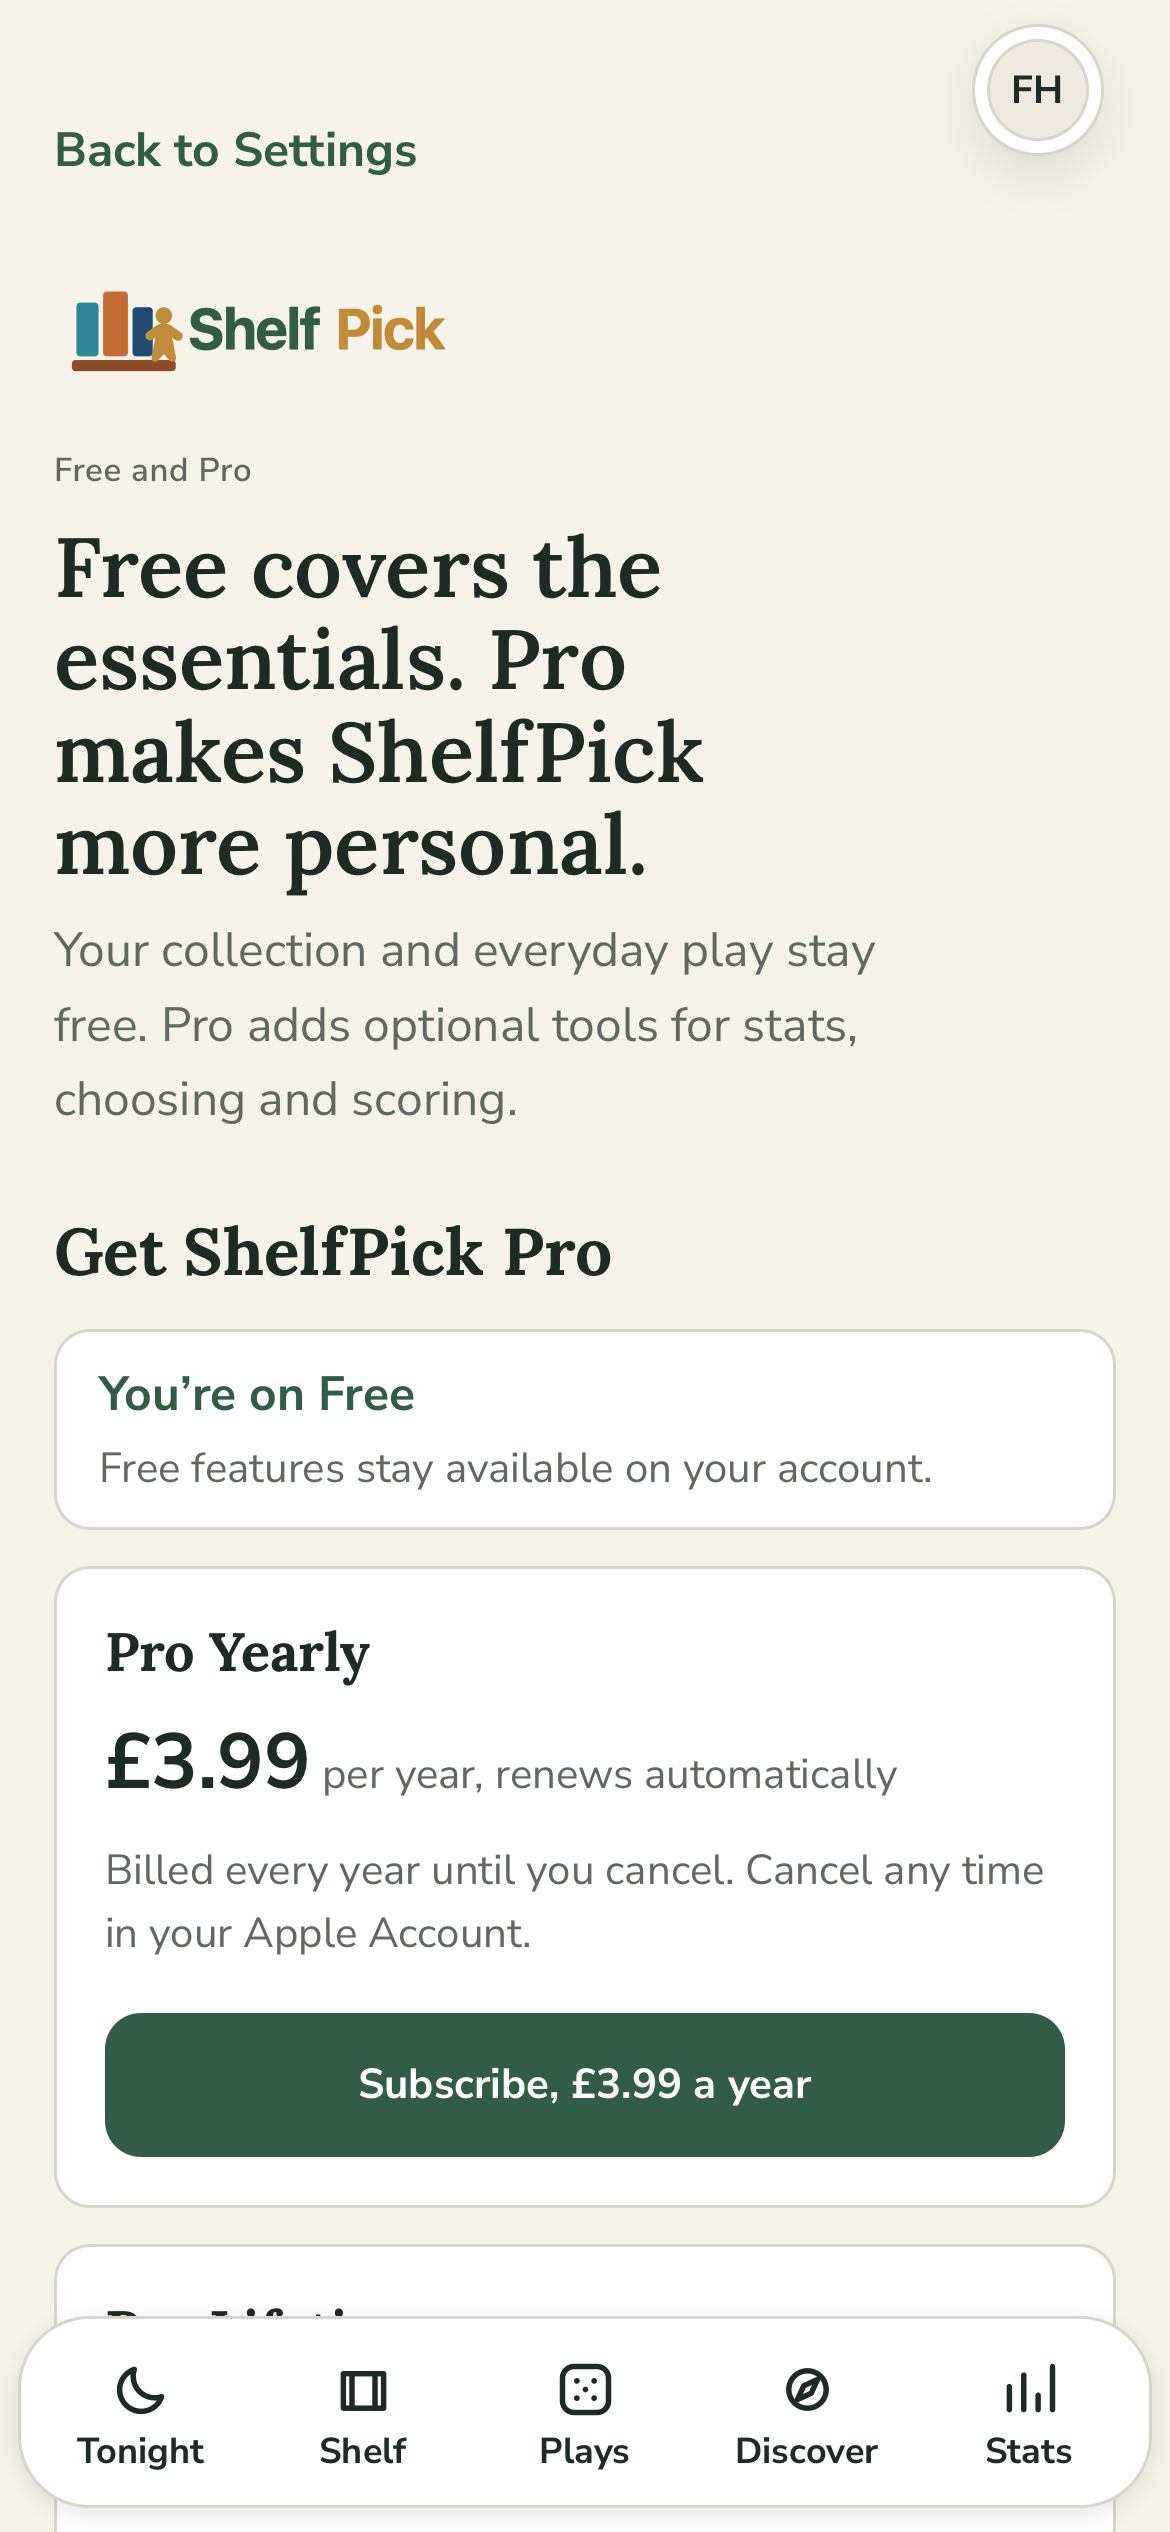 FH
Back to Settings
Shelf Pick
Free and Pro
Free covers the
essentials. Pro
makes ShelfPick
more personal.
Your collection and everyday play stay
free. Pro adds optional tools for stats,
choosing and scoring.
Get ShelfPick Pro
You’re on Free
Free features stay available on your account.
Pro Yearly
£3.99 per year, renews automatically
Billed every year until you cancel. Cancel any time
in your Apple Account.
Subscribe, £3.99 a year
Tonight
Shelf
Plays
Discover
Stats